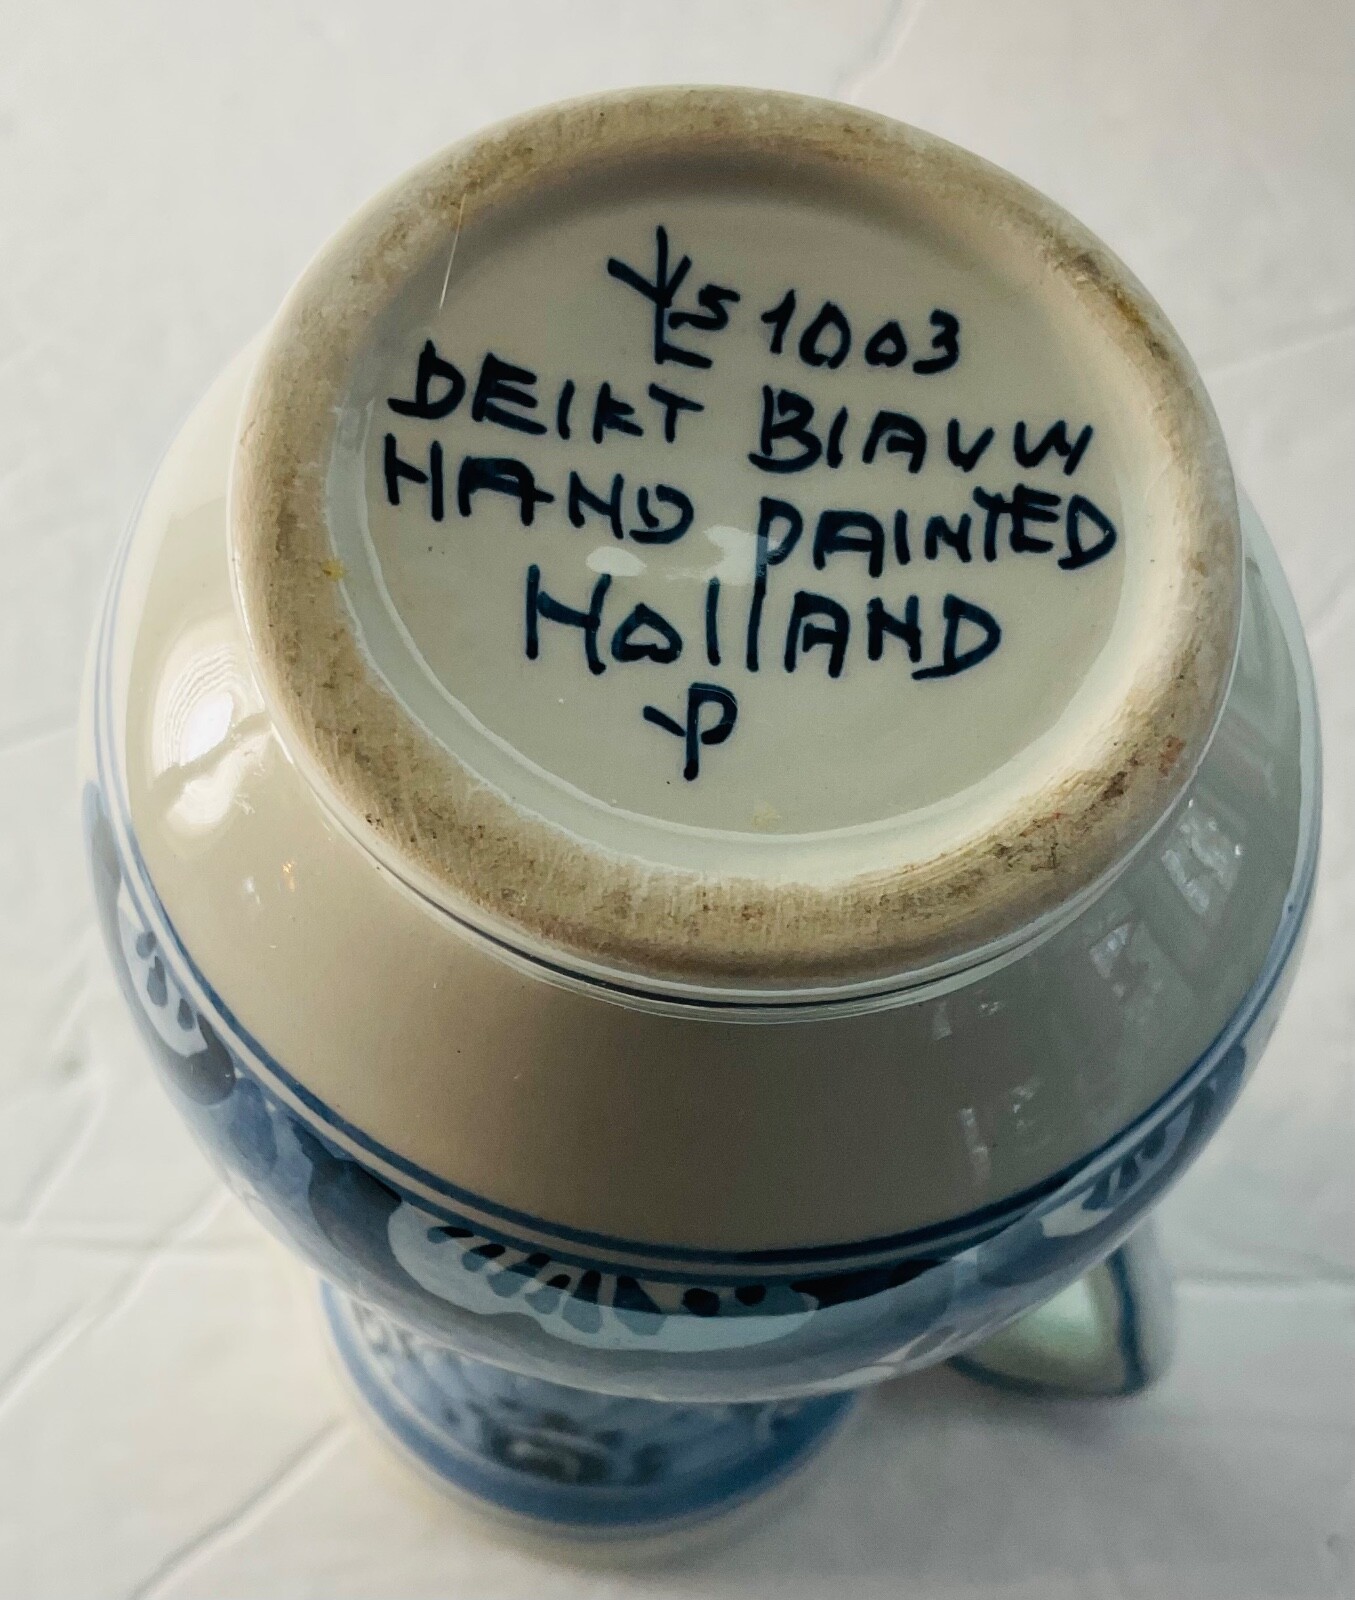 1003
DElFT BlAUW
HAND PAINTED
HollAND
P